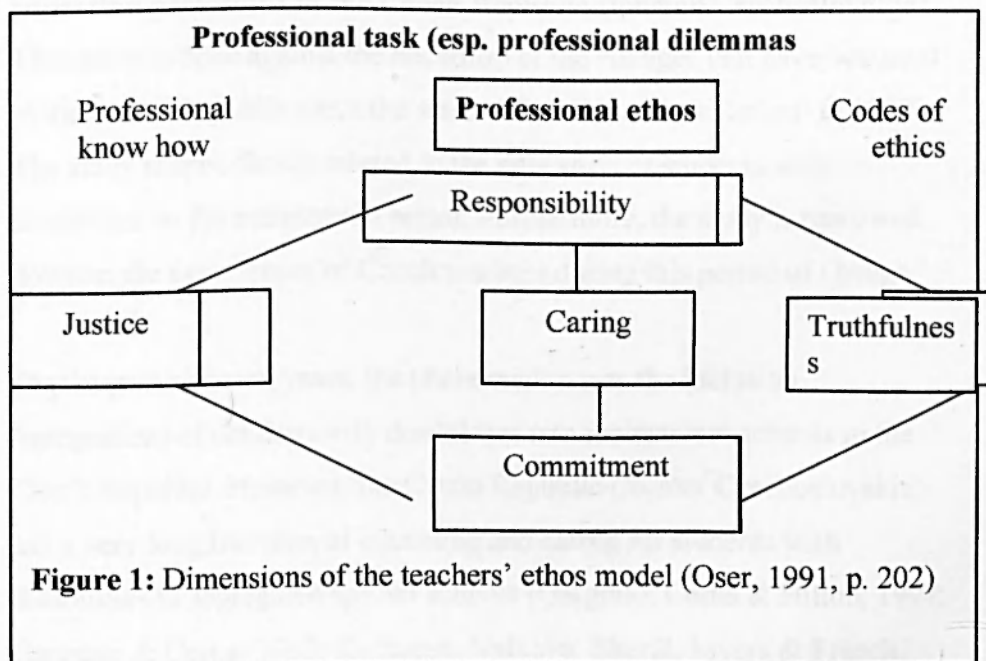 Professional task (esp. professional dilemmas
Professional
know how
Professional ethos
Codes of
ethics
Responsibility
Justice
Caring
Truthfulnes
s
Commitment
Figure 1: Dimensions of the teachers' ethos model (Oser, 1991, p.202)